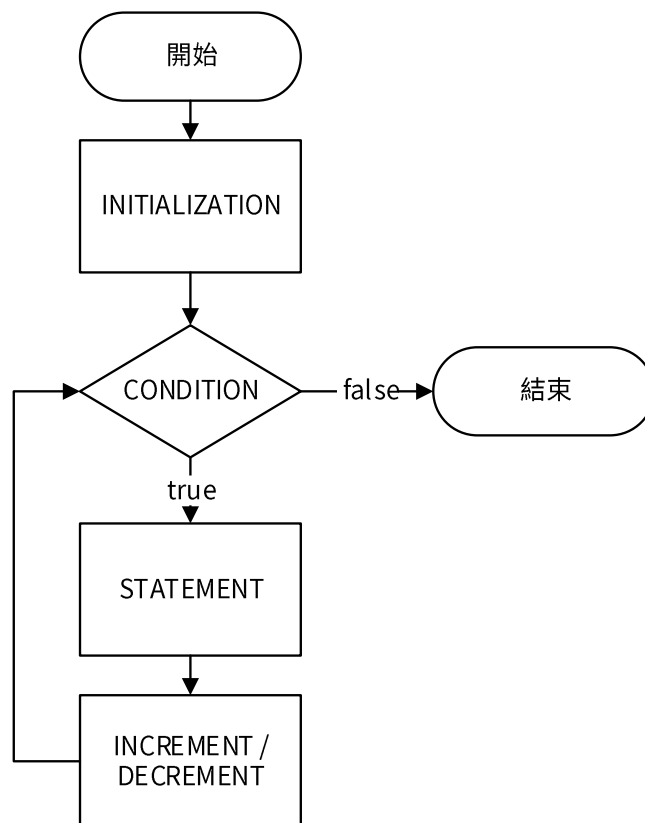 開始
INITIALIZATION
CONDITION
false
結束
true
STATEMENT
INCREMENT /
DECREMENT